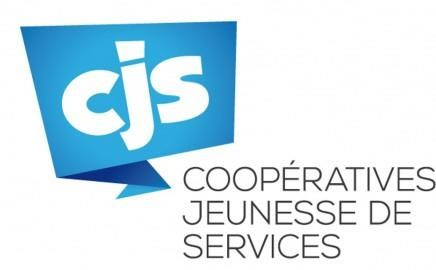 cjs
COOPÉRATIVES
JEUNESSE DE
SERVICES